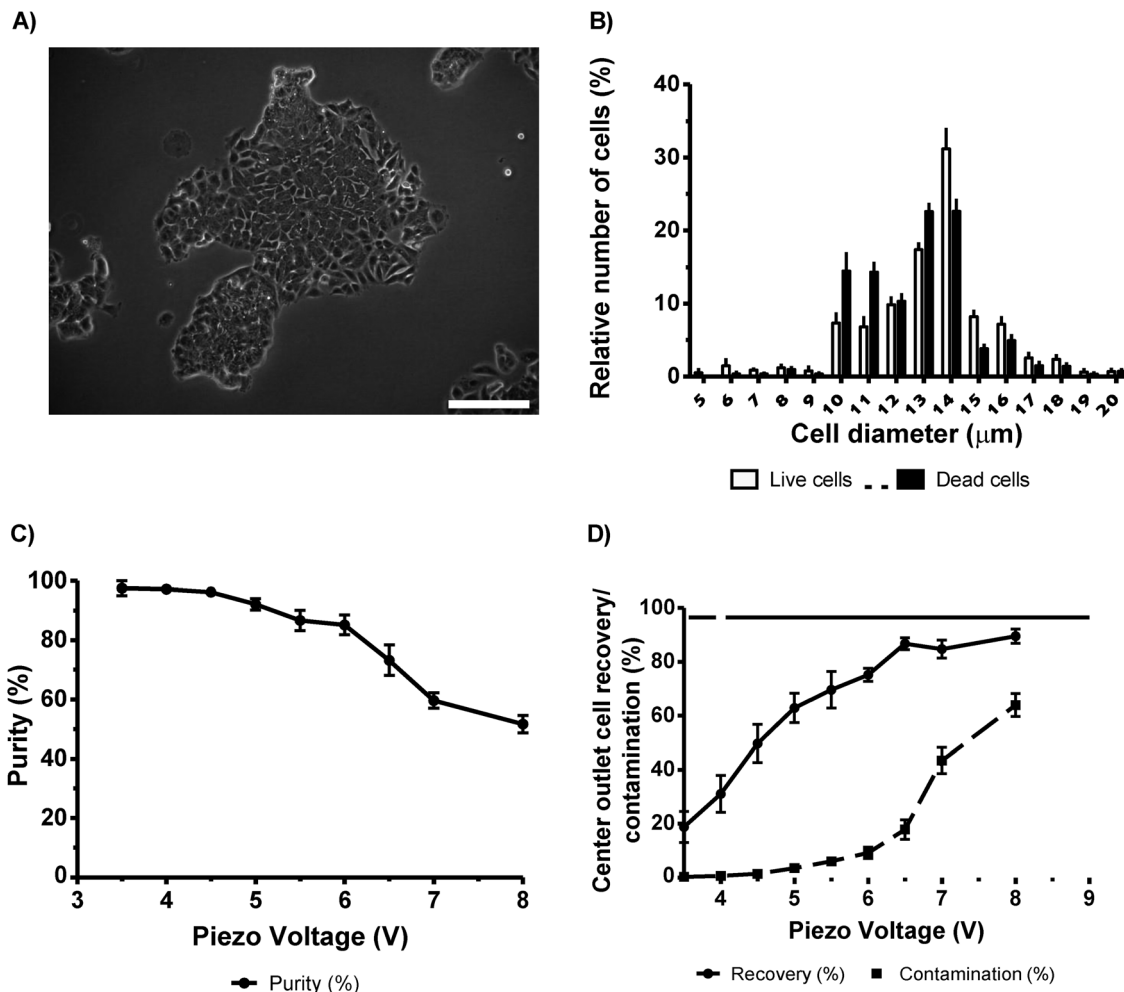 A)
B)
Relative number of cells (%)
40
30
20
10
0
5 6 7 8 9 10 11 12 13 14 15 16 17 18 19 20
Cell diameter (μm)
Live cells
Dead cells
C)
Purity (%)
100
80
60
40
20
0
3 4 5 6 7 8
Piezo Voltage (V)
Purity (%)
D)
Center outlet cell recovery/
contamination (%)
100
80
60
40
20
0
4 5 6 7 8 9
Piezo Voltage (V)
Recovery (%)
Contamination (%)